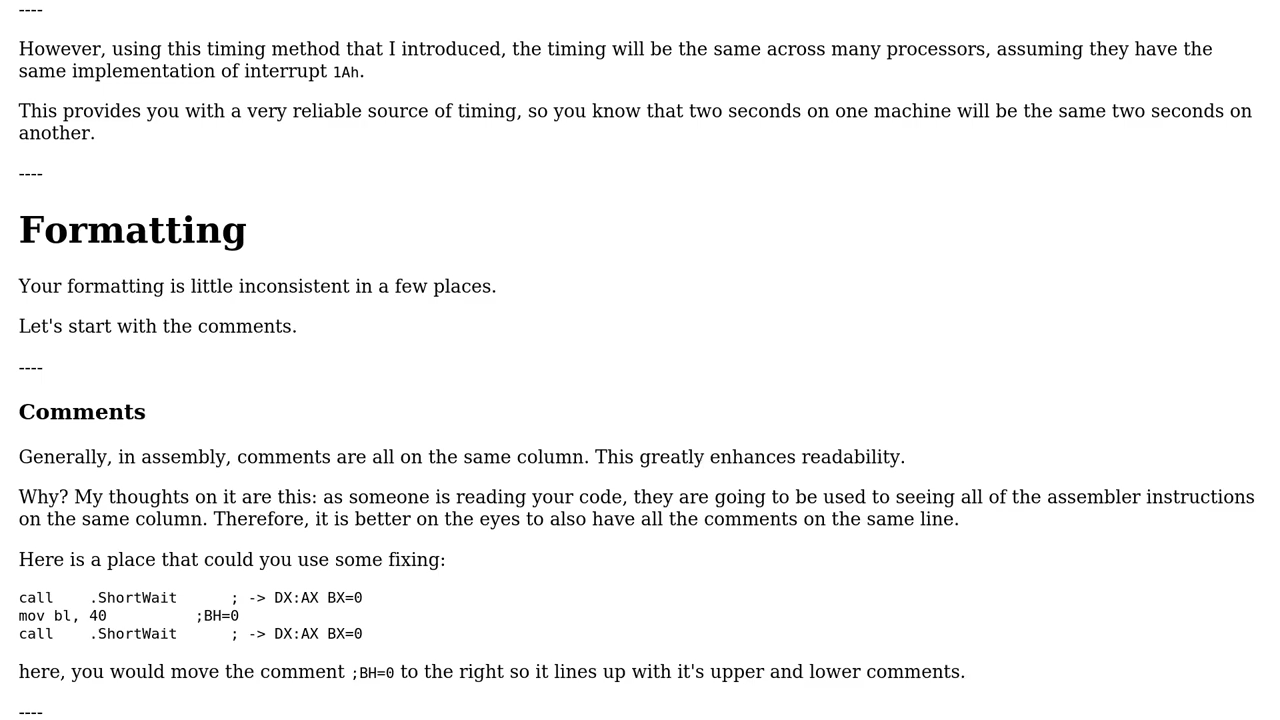 ----
However, using this timing method that I introduced, the timing will be the same across many processors, assuming they have the
same implementation of interrupt 1Ah.
This provides you with a very reliable source of timing, so you know that two seconds on one machine will be the same two seconds on
another.
----
Formatting
Your formatting is little inconsistent in a few places.
Let's start with the comments.
----
Comments
Generally, in assembly, comments are all on the same column. This greatly enhances readability.
Why? My thoughts on it are this: as someone is reading your code, they are going to be used to seeing all of the assembler instructions
on the same column. Therefore, it is better on the eyes to also have all the comments on the same line.
Here is a place that could you use some fixing:
call    .ShortWait      ; -> DX:AX BX=0
mov bl, 40          ;BH=0
call    .ShortWait      ; -> DX:AX BX=0
here, you would move the comment ;BH=0 to the right so it lines up with it's upper and lower comments.
----